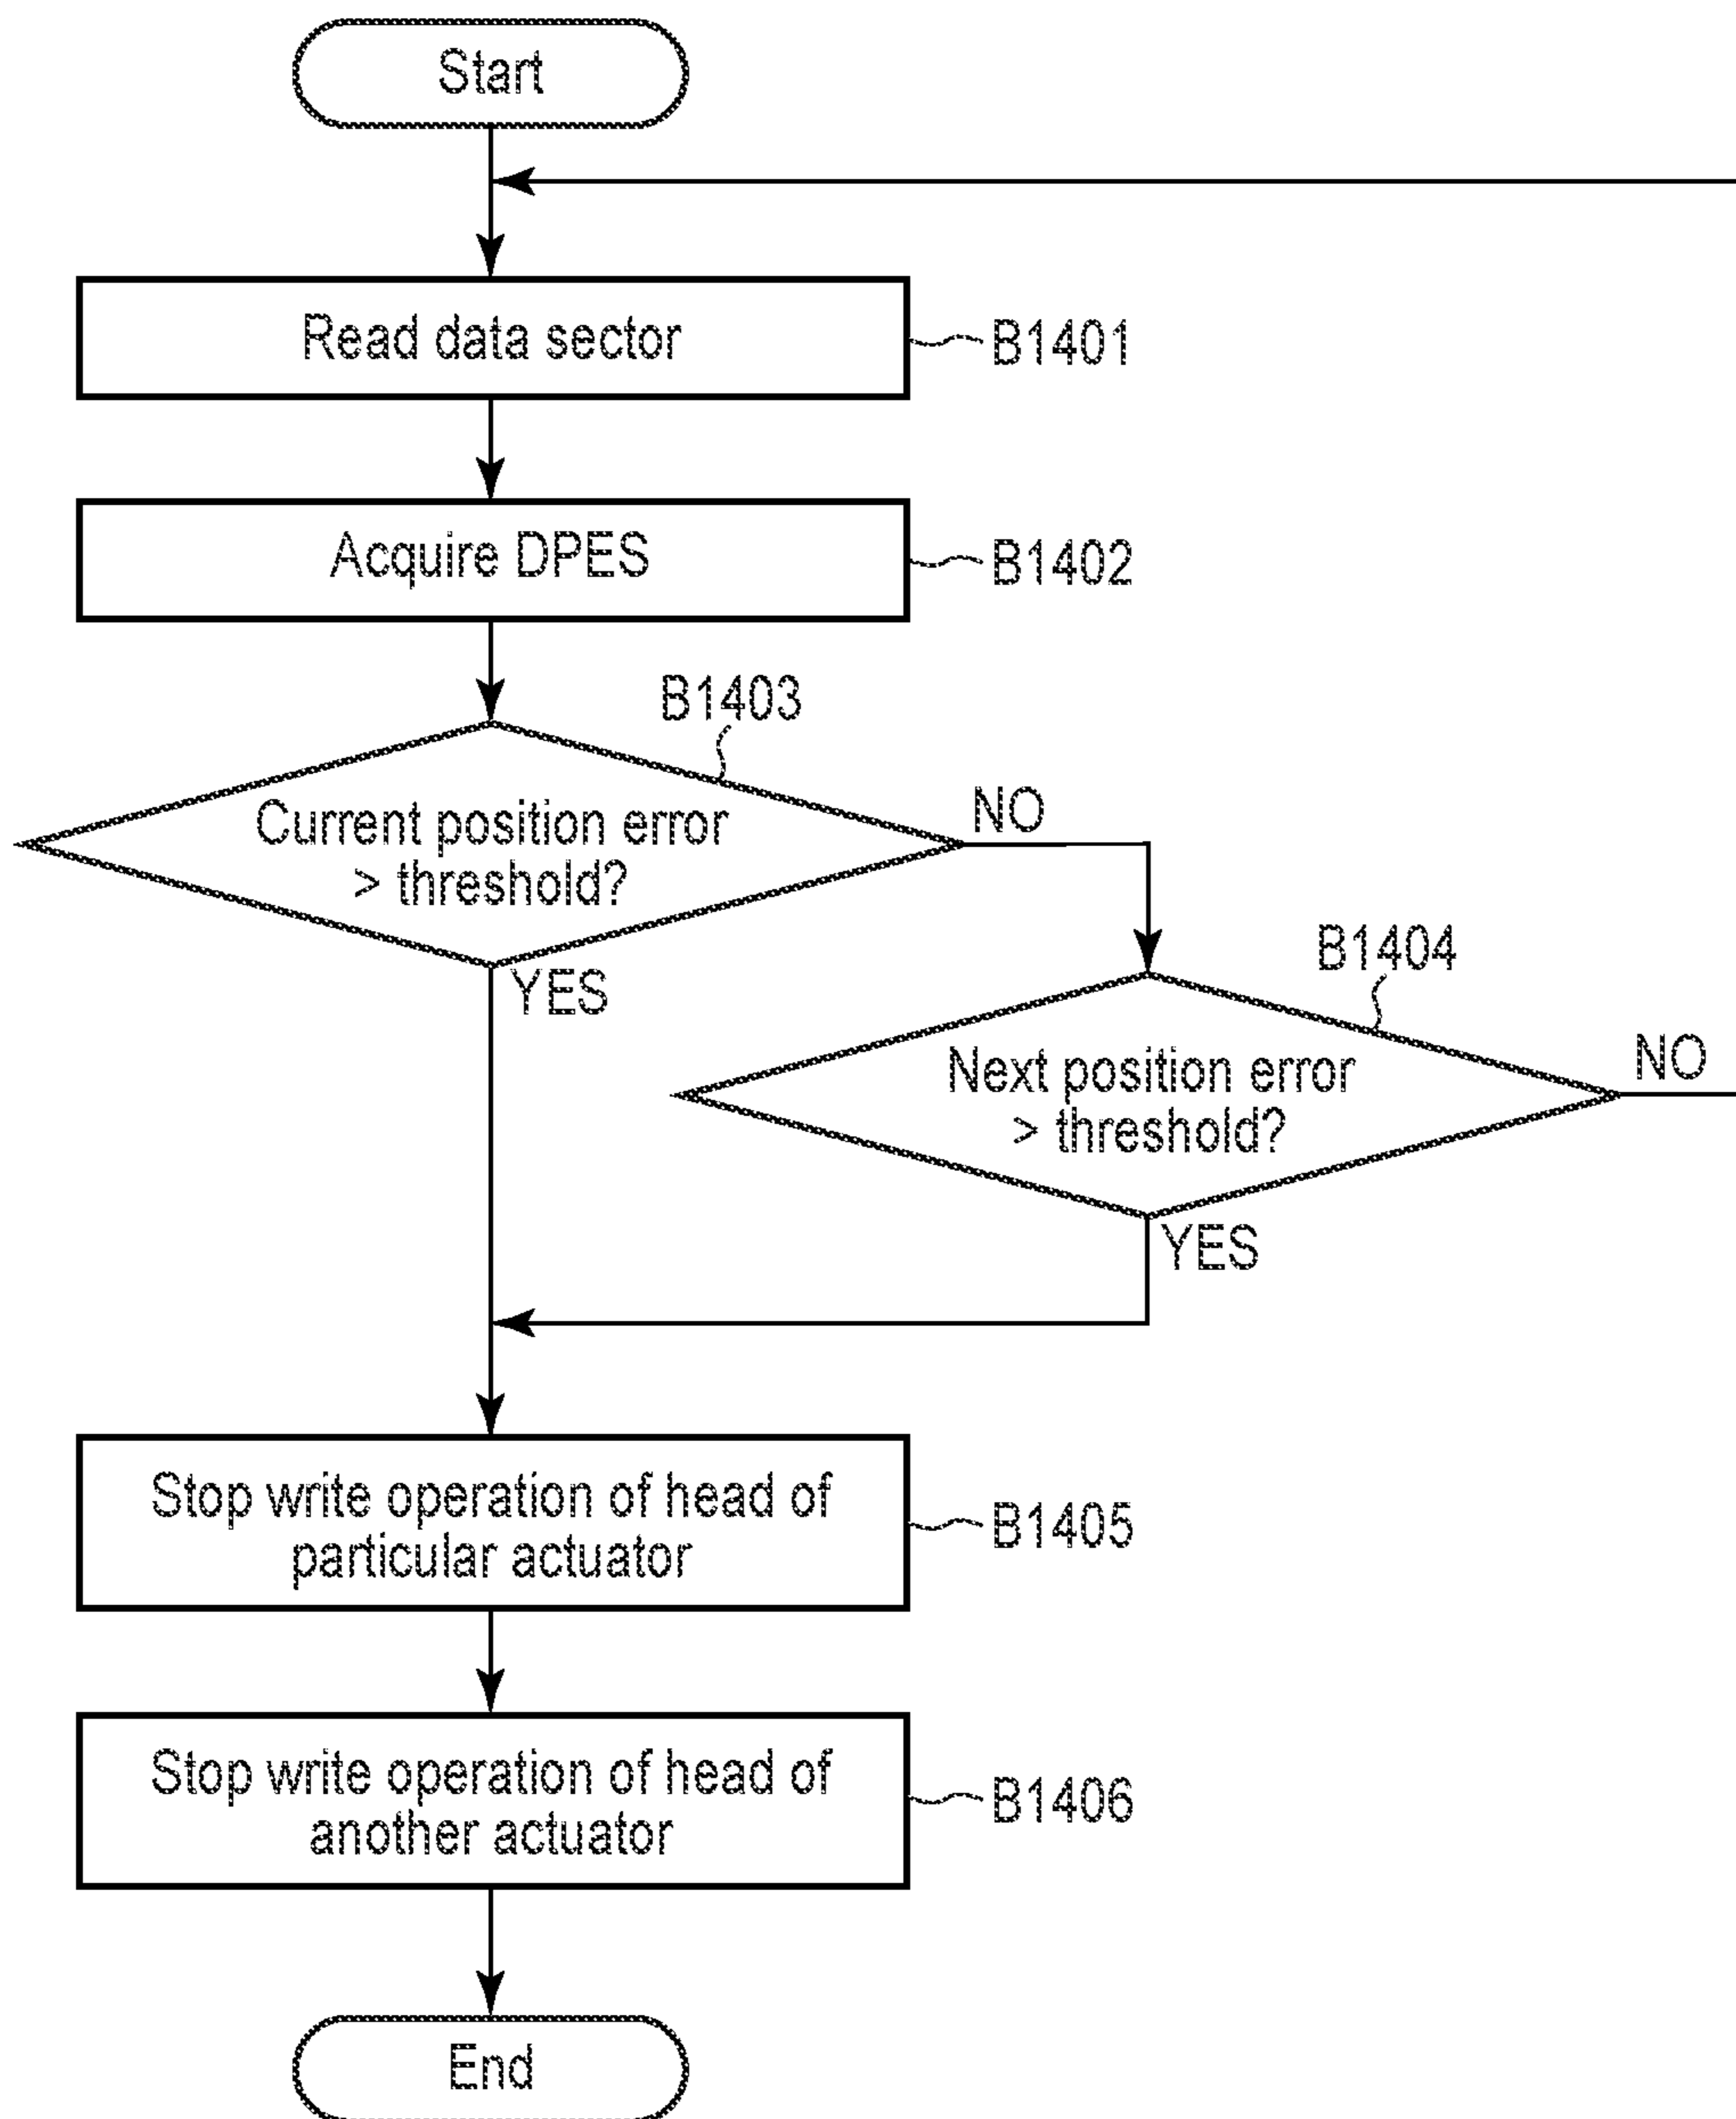 Start
Read data sector
B1401
Acquire DPES
B1402
B1403
Current position error
> threshold?
NO
YES
B1404
Next position error
> threshold?
NO
YES
Stop write operation of head of
particular actuator
B1405
Stop write operation of head of
another actuator
B1406
End